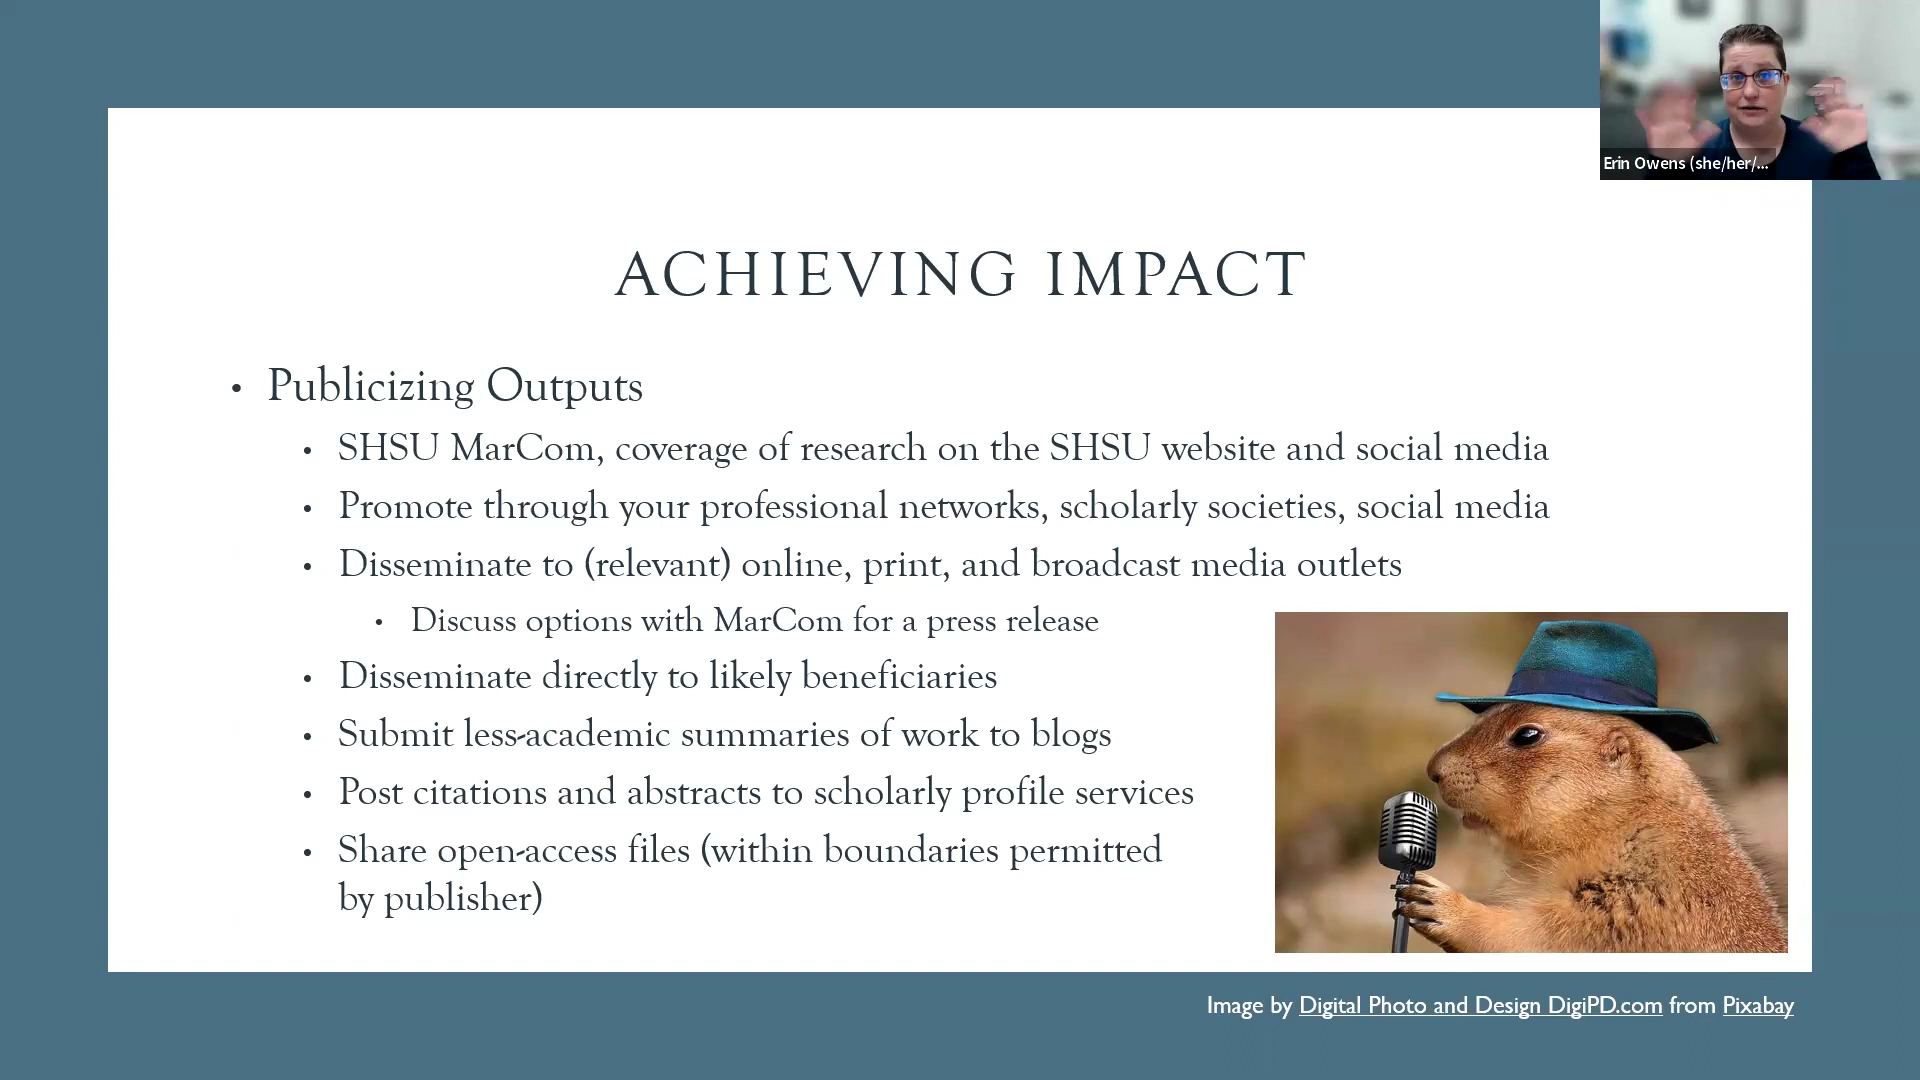 Erin Owens (she/her/...
ACHIEVING IMPACT
• Publicizing Outputs
• SHSU MarCom, coverage of research on the SHSU website and social media
• Promote through your professional networks, scholarly societies, social media
• Disseminate to (relevant) online, print, and broadcast media outlets
• Discuss options with MarCom for a press release
• Disseminate directly to likely beneficiaries
• Submit less-academic summaries of work to blogs
• Post citations and abstracts to scholarly profile services
• Share open-access files (within boundaries permitted
by publisher)
Image by Digital Photo and Design DigiPD.com from Pixabay